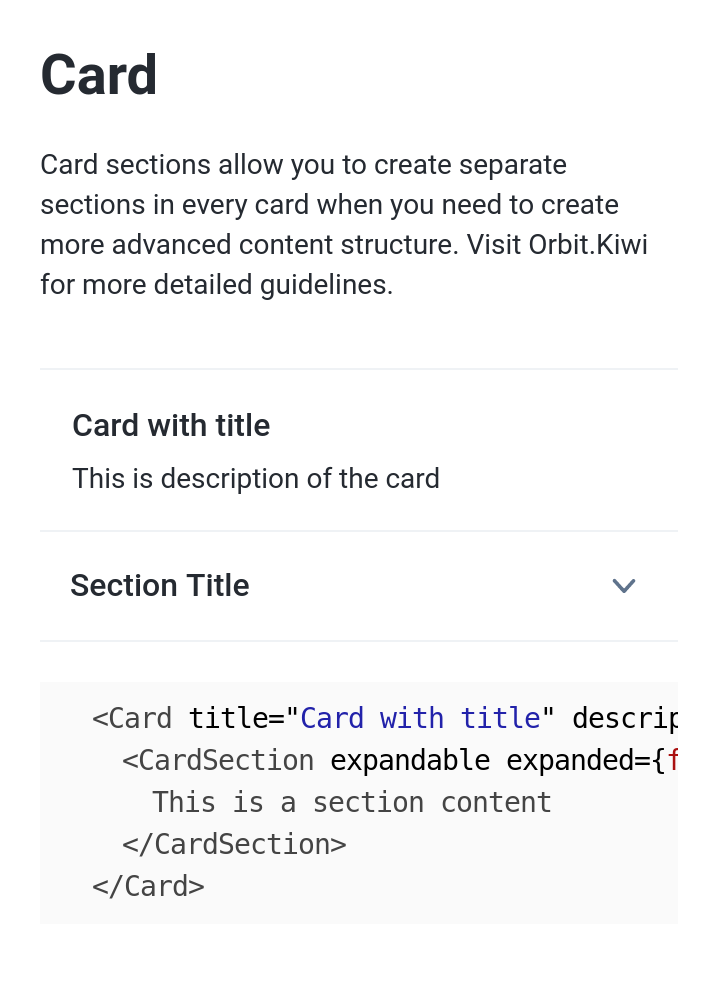 Card
Card sections allow you to create separate
sections in every card when you need to create
more advanced content structure. Visit Orbit.Kiwi
for more detailed guidelines.
Card with title
This is description of the card
Section Title
<Card title="Card with title" descrip
<CardSection expandable expanded={f
This is a section content
</CardSection>
</Card>